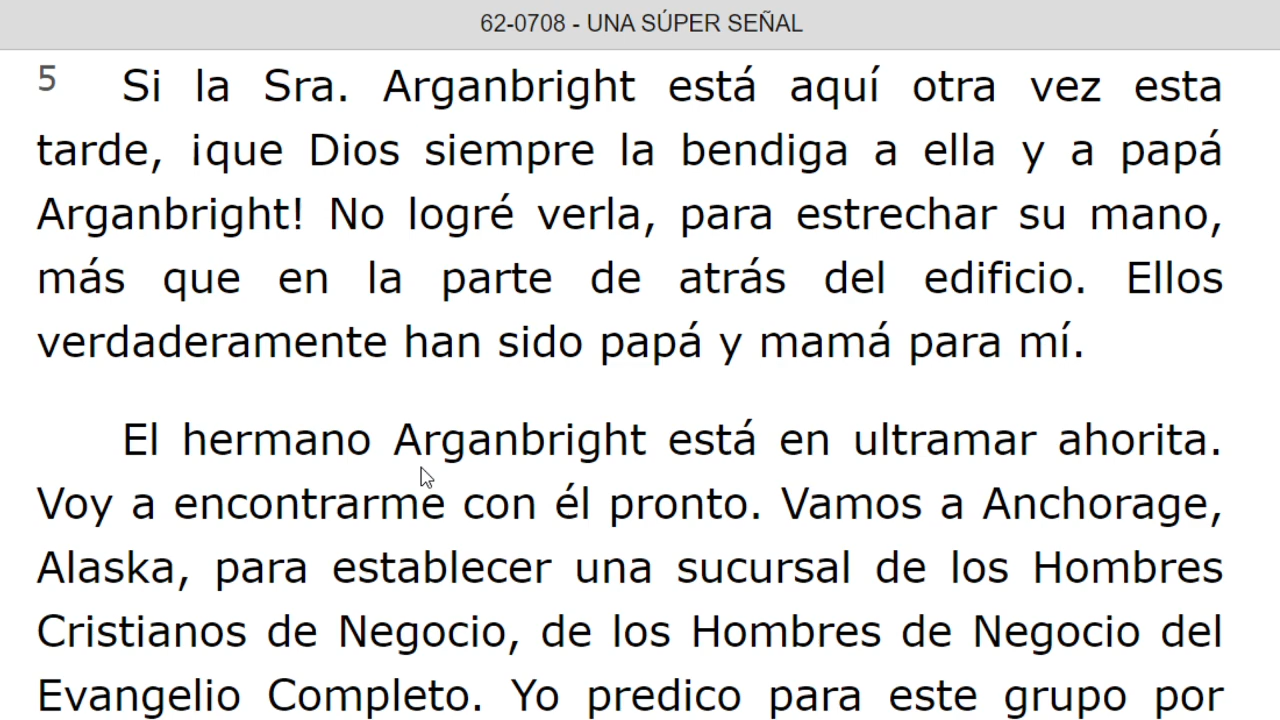 62-0708 - UNA SÚPER SEÑAL
5 Si la Sra. Arganbright está aquí otra vez esta
tarde, ¡que Dios siempre la bendiga a ella y a papá
Arganbright! No logré verla, para estrechar su mano,
más que en la parte de atrás del edificio. Ellos
verdaderamente han sido papá y mamá para mí.
El hermano Arganbright está en ultramar ahorita.
Voy a encontrarme con él pronto. Vamos a Anchorage,
Alaska, para establecer una sucursal de los Hombres
Cristianos de Negocio, de los Hombres de Negocio del
Evangelio Completo. Yo predico para este grupo por